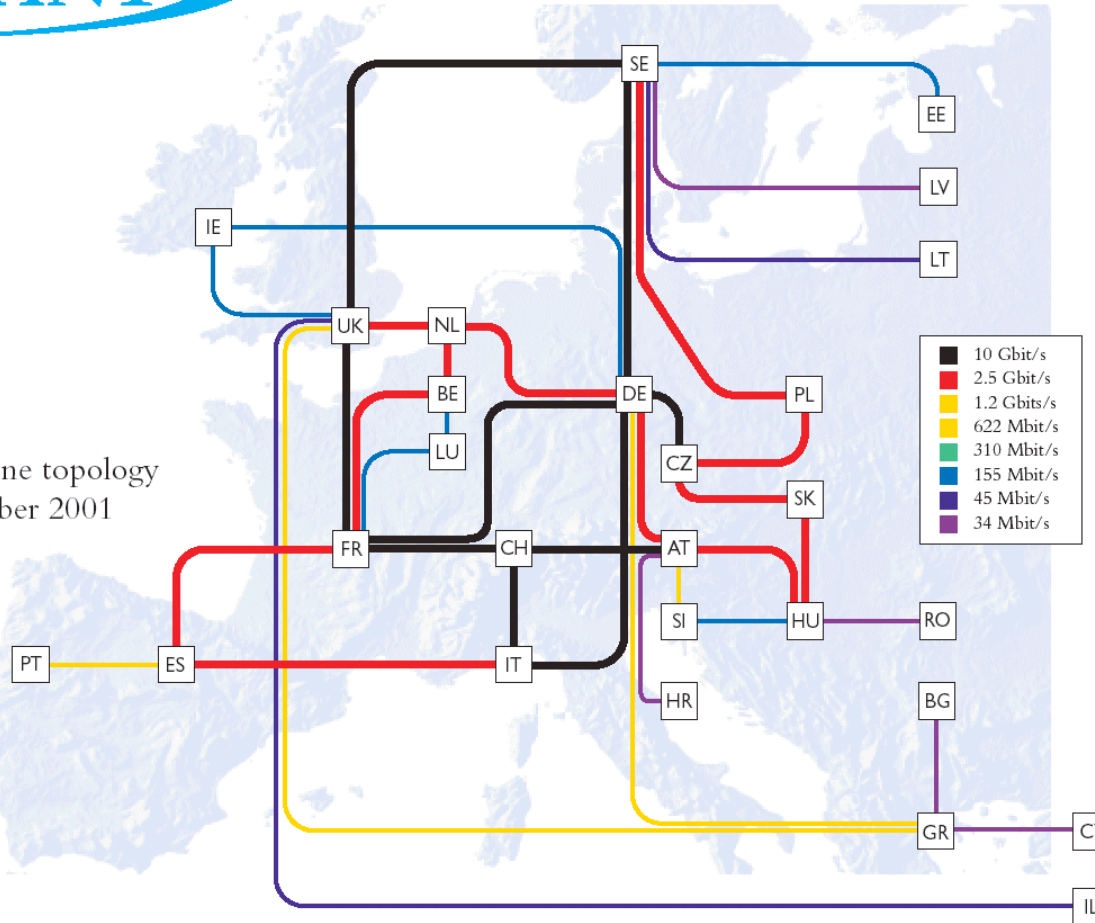 SE
EE
LV
IE
LT
UK
NL
10 Gbit/s
2.5 Gbit/s
1.2 Gbits/s
622 Mbit/s
310 Mbit/s
155 Mbit/s
45 Mbit/s
34 Mbit/s
BE
DE
PL
LU
CZ
ne topology
ber 2001
SK
FR
CH
AT
SI
HU
RO
PT
ES
IT
HR
BG
GR